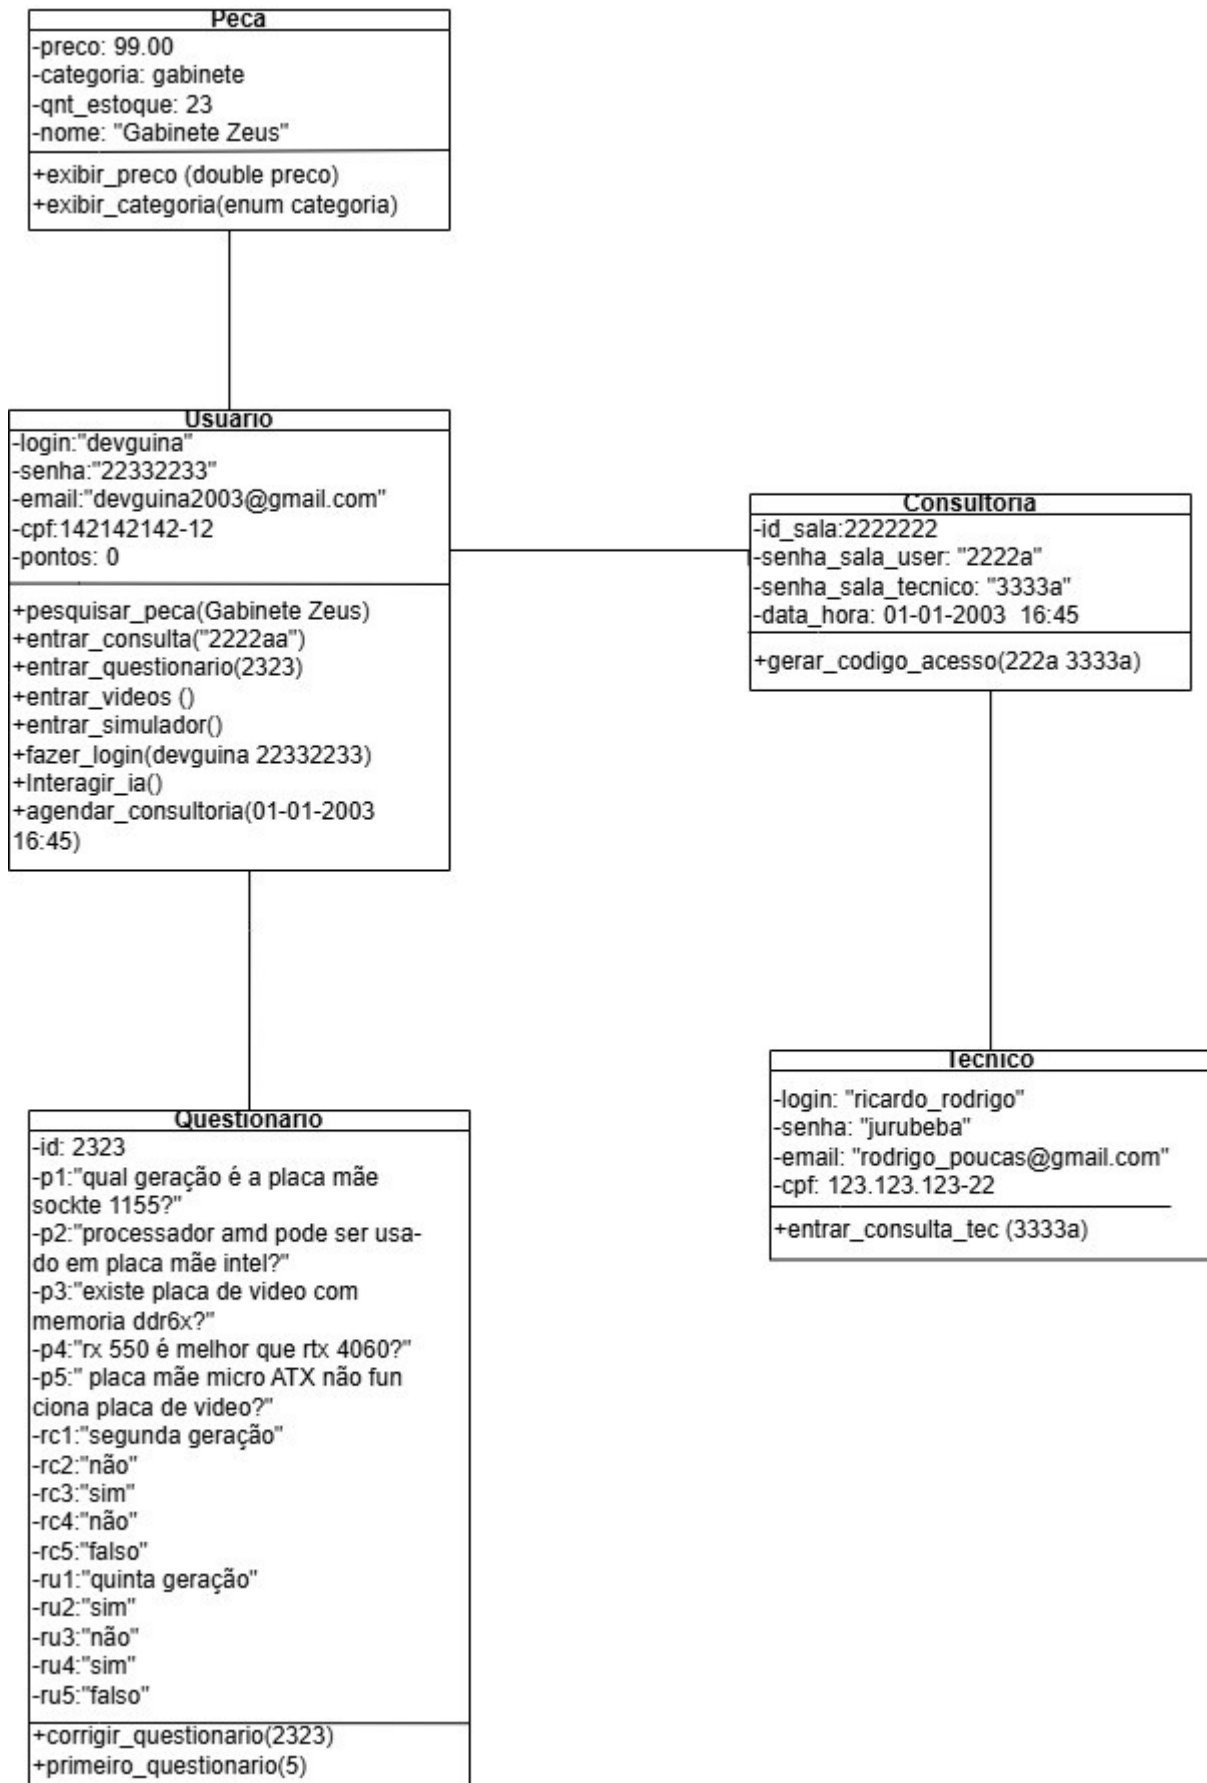 Peca
-preco: 99.00
-categoria: gabinete
-qnt_estoque: 23
-nome: "Gabinete Zeus"
+exibir_preco (double preco)
+exibir_categoria(enum categoria)
Usuario
-login:"devguina"
-senha:"22332233"
-email:"devguina2003@gmail.com"
-cpf:142142142-12
-pontos: 0
+pesquisar_peca(Gabinete Zeus)
+entrar_consulta("2222aa")
+entrar_questionario(2323)
+entrar_videos ()
+entrar_simulador()
+fazer_login(devguina 22332233)
+Interagir_ia()
+agendar_consultoria(01-01-2003
16:45)
Consultoria
-id_sala:2222222
-senha_sala_user: "2222a"
-senha_sala_tecnico: "3333a"
-data_hora: 01-01-2003  16:45
+gerar_codigo_acesso(222a 3333a)
Tecnico
-login: "ricardo_rodrigo"
-senha: "jurubeba"
-email: "rodrigo_poucas@gmail.com"
-cpf: 123.123.123-22
+entrar_consulta_tec (3333a)
Questionario
-id: 2323
-p1:"qual geração é a placa mãe
sockte 1155?"
-p2:"processador amd pode ser usa-
do em placa mãe intel?"
-p3:"existe placa de video com
memoria ddr6x?"
-p4:"rx 550 é melhor que rtx 4060?"
-p5:" placa mãe micro ATX não fun
ciona placa de video?"
-rc1:"segunda geração"
-rc2:"não"
-rc3:"sim"
-rc4:"não"
-rc5:"falso"
-ru1:"quinta geração"
-ru2:"sim"
-ru3:"não"
-ru4:"sim"
-ru5:"falso"
+corrigir_questionario(2323)
+primeiro_questionario(5)